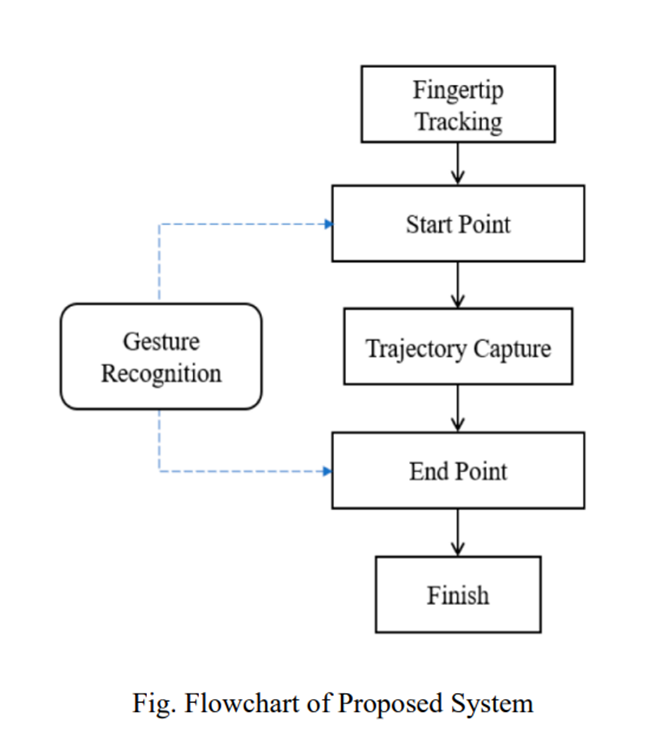 Fingertip
Tracking
Start Point
Gesture
Recognition
Trajectory Capture
End Point
Finish
Fig. Flowchart of Proposed System